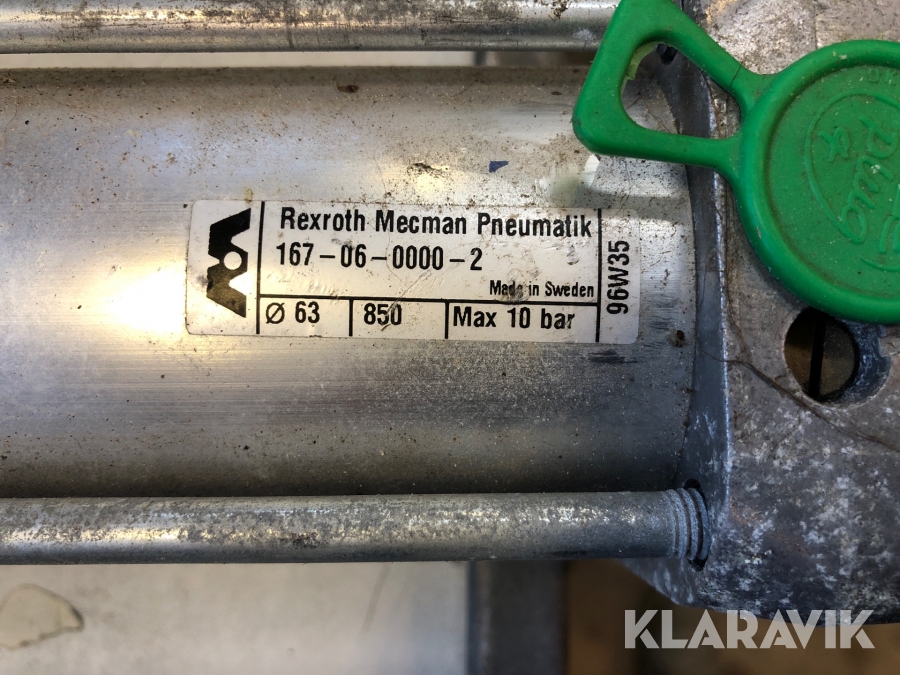 Rexroth Mecman Pneumatik
167-06-0000-2
Made in Sweden
Ø 63 850 Max 10 bar
96W35
KLARAVIK